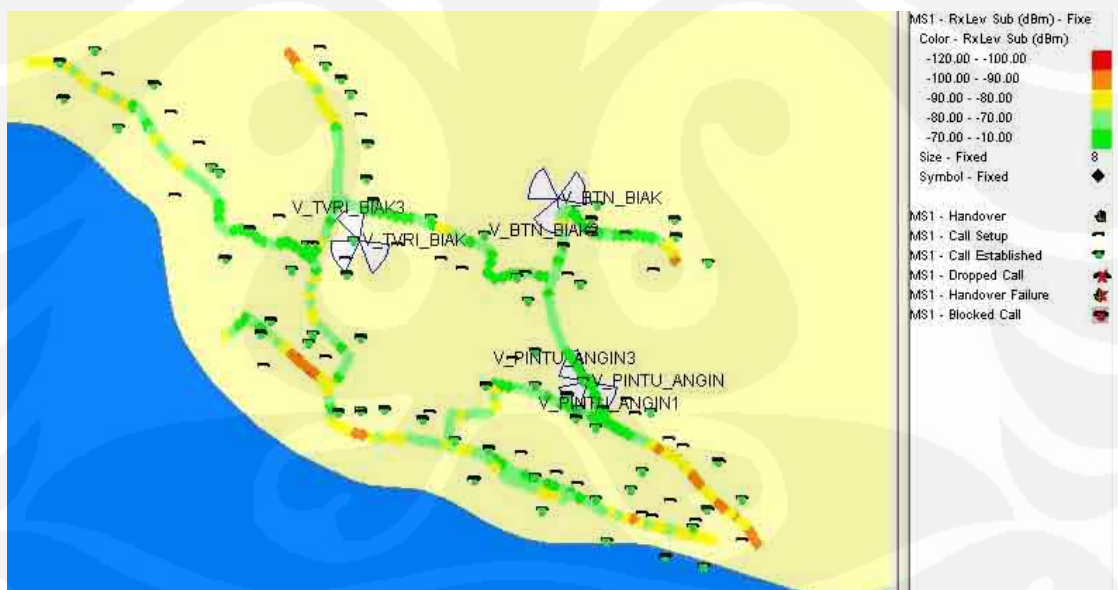 MS1 - RxLev Sub (dBm) - Fixe
Color - RxLev Sub (dBm)
-120.00 - -100.00
-100.00 - -90.00
-90.00 - -80.00
-80.00 - -70.00
-70.00 - -10.00
Size - Fixed 8
Symbol - Fixed
MS1 - Handover
MS1 - Call Setup
MS1 - Call Established
MS1 - Dropped Call
MS1 - Handover Failure
MS1 - Blocked Call
V_TVRI_BIAK3
V_TVRI_BIAK
V_BTN_BIAK
V_BTN_BIAK2
V_PINTU_ANGIN3
V_PINTU_ANGIN
V_PINTU_ANGIN1